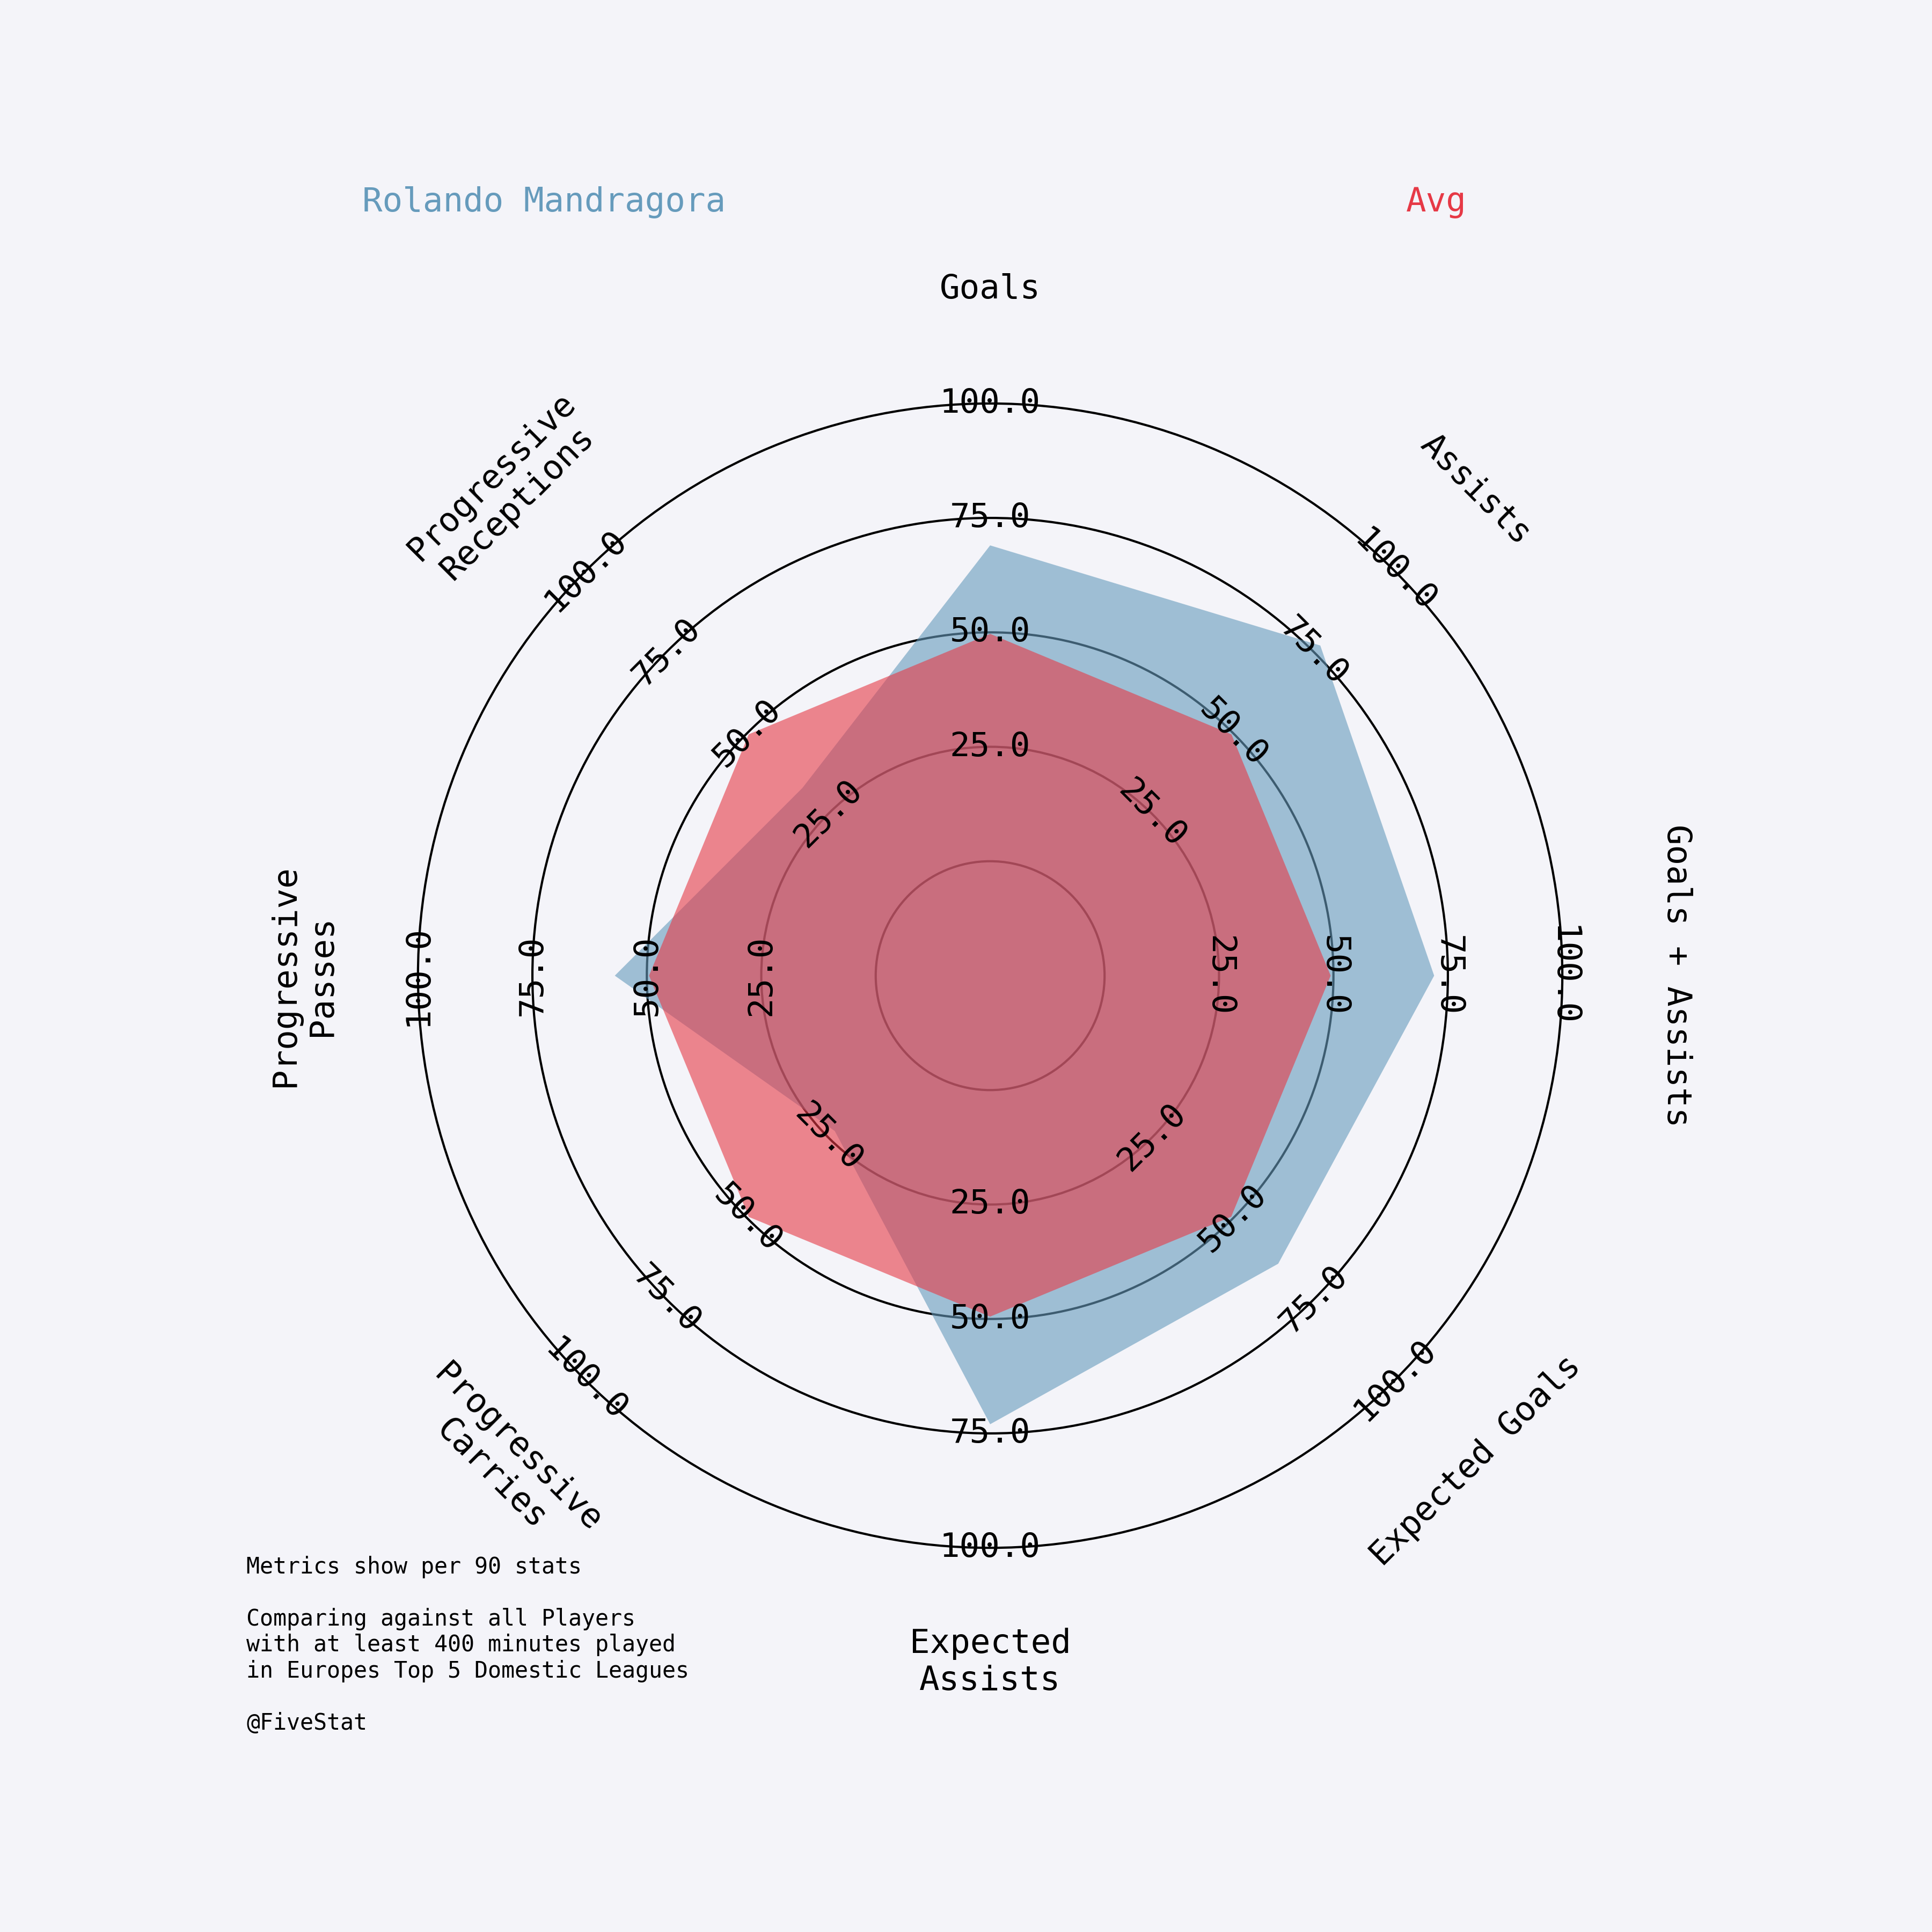 Rolando Mandragora
Avg
Goals
Assists
Goals + Assists
Expected Goals
Expected
Assists
Progressive
Carries
Progressive
Passes
Progressive
Receptions
25.0
50.0
75.0
100.0
25.0
50.0
75.0
100.0
25.0
50.0
75.0
100.0
25.0
50.0
75.0
100.0
25.0
50.0
75.0
100.0
25.0
50.0
75.0
100.0
25.0
50.0
75.0
100.0
25.0
50.0
75.0
100.0
Metrics show per 90 stats
Comparing against all Players
with at least 400 minutes played
in Europes Top 5 Domestic Leagues
@FiveStat